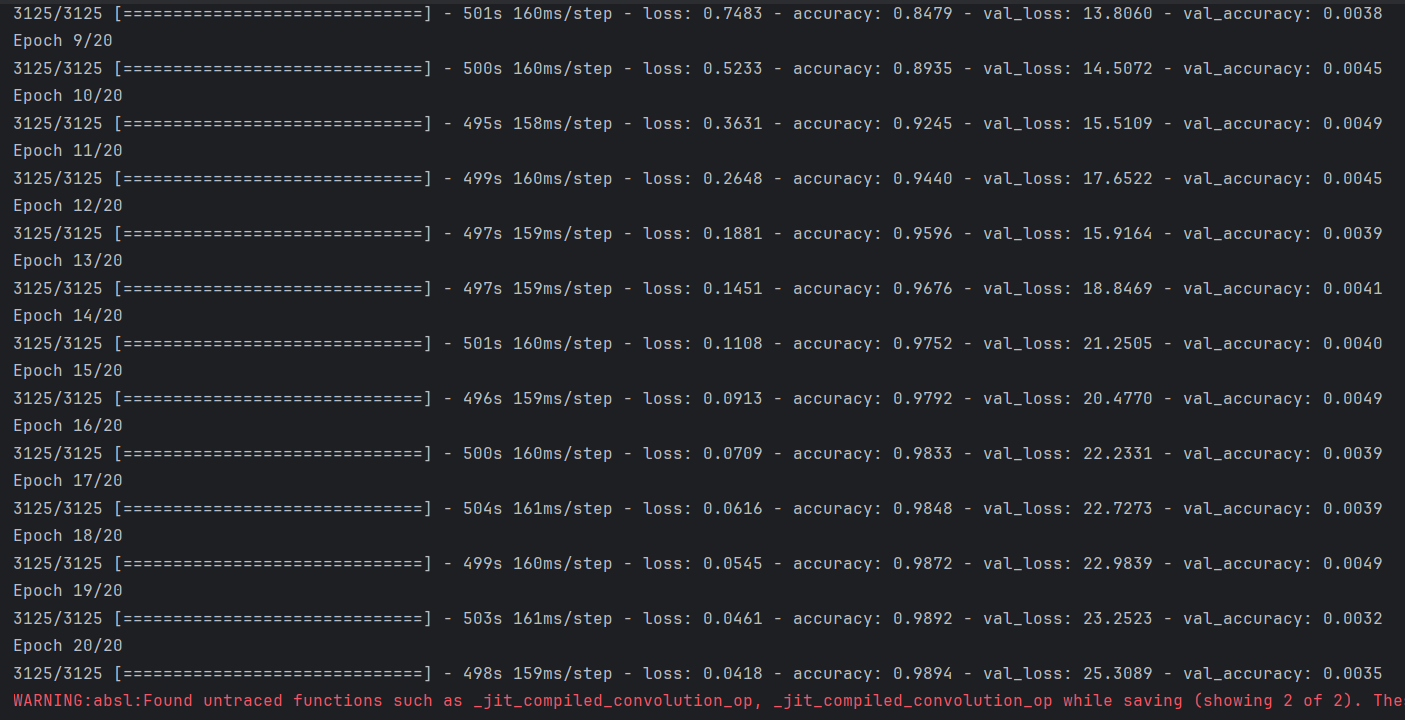 3125/3125 [==============================] - 501s 160ms/step - loss: 0.7483 - accuracy: 0.8479 - val_loss: 13.8060 - val_accuracy: 0.0038
Epoch 9/20
3125/3125 [==============================] - 500s 160ms/step - loss: 0.5233 - accuracy: 0.8935 - val_loss: 14.5072 - val_accuracy: 0.0045
Epoch 10/20
3125/3125 [==============================] - 495s 158ms/step - loss: 0.3631 - accuracy: 0.9245 - val_loss: 15.5109 - val_accuracy: 0.0049
Epoch 11/20
3125/3125 [==============================] - 499s 160ms/step - loss: 0.2648 - accuracy: 0.9440 - val_loss: 17.6522 - val_accuracy: 0.0045
Epoch 12/20
3125/3125 [==============================] - 497s 159ms/step - loss: 0.1881 - accuracy: 0.9596 - val_loss: 15.9164 - val_accuracy: 0.0039
Epoch 13/20
3125/3125 [==============================] - 497s 159ms/step - loss: 0.1451 - accuracy: 0.9676 - val_loss: 18.8469 - val_accuracy: 0.0041
Epoch 14/20
3125/3125 [==============================] - 501s 160ms/step - loss: 0.1108 - accuracy: 0.9752 - val_loss: 21.2505 - val_accuracy: 0.0040
Epoch 15/20
3125/3125 [==============================] - 496s 159ms/step - loss: 0.0913 - accuracy: 0.9792 - val_loss: 20.4770 - val_accuracy: 0.0049
Epoch 16/20
3125/3125 [==============================] - 500s 160ms/step - loss: 0.0709 - accuracy: 0.9833 - val_loss: 22.2331 - val_accuracy: 0.0039
Epoch 17/20
3125/3125 [==============================] - 504s 161ms/step - loss: 0.0616 - accuracy: 0.9848 - val_loss: 22.7273 - val_accuracy: 0.0039
Epoch 18/20
3125/3125 [==============================] - 499s 160ms/step - loss: 0.0545 - accuracy: 0.9872 - val_loss: 22.9839 - val_accuracy: 0.0049
Epoch 19/20
3125/3125 [==============================] - 503s 161ms/step - loss: 0.0461 - accuracy: 0.9892 - val_loss: 23.2523 - val_accuracy: 0.0032
Epoch 20/20
3125/3125 [==============================] - 498s 159ms/step - loss: 0.0418 - accuracy: 0.9894 - val_loss: 25.3089 - val_accuracy: 0.0035
WARNING:absl:Found untraced functions such as _jit_compiled_convolution_op, _jit_compiled_convolution_op while saving (showing 2 of 2). The